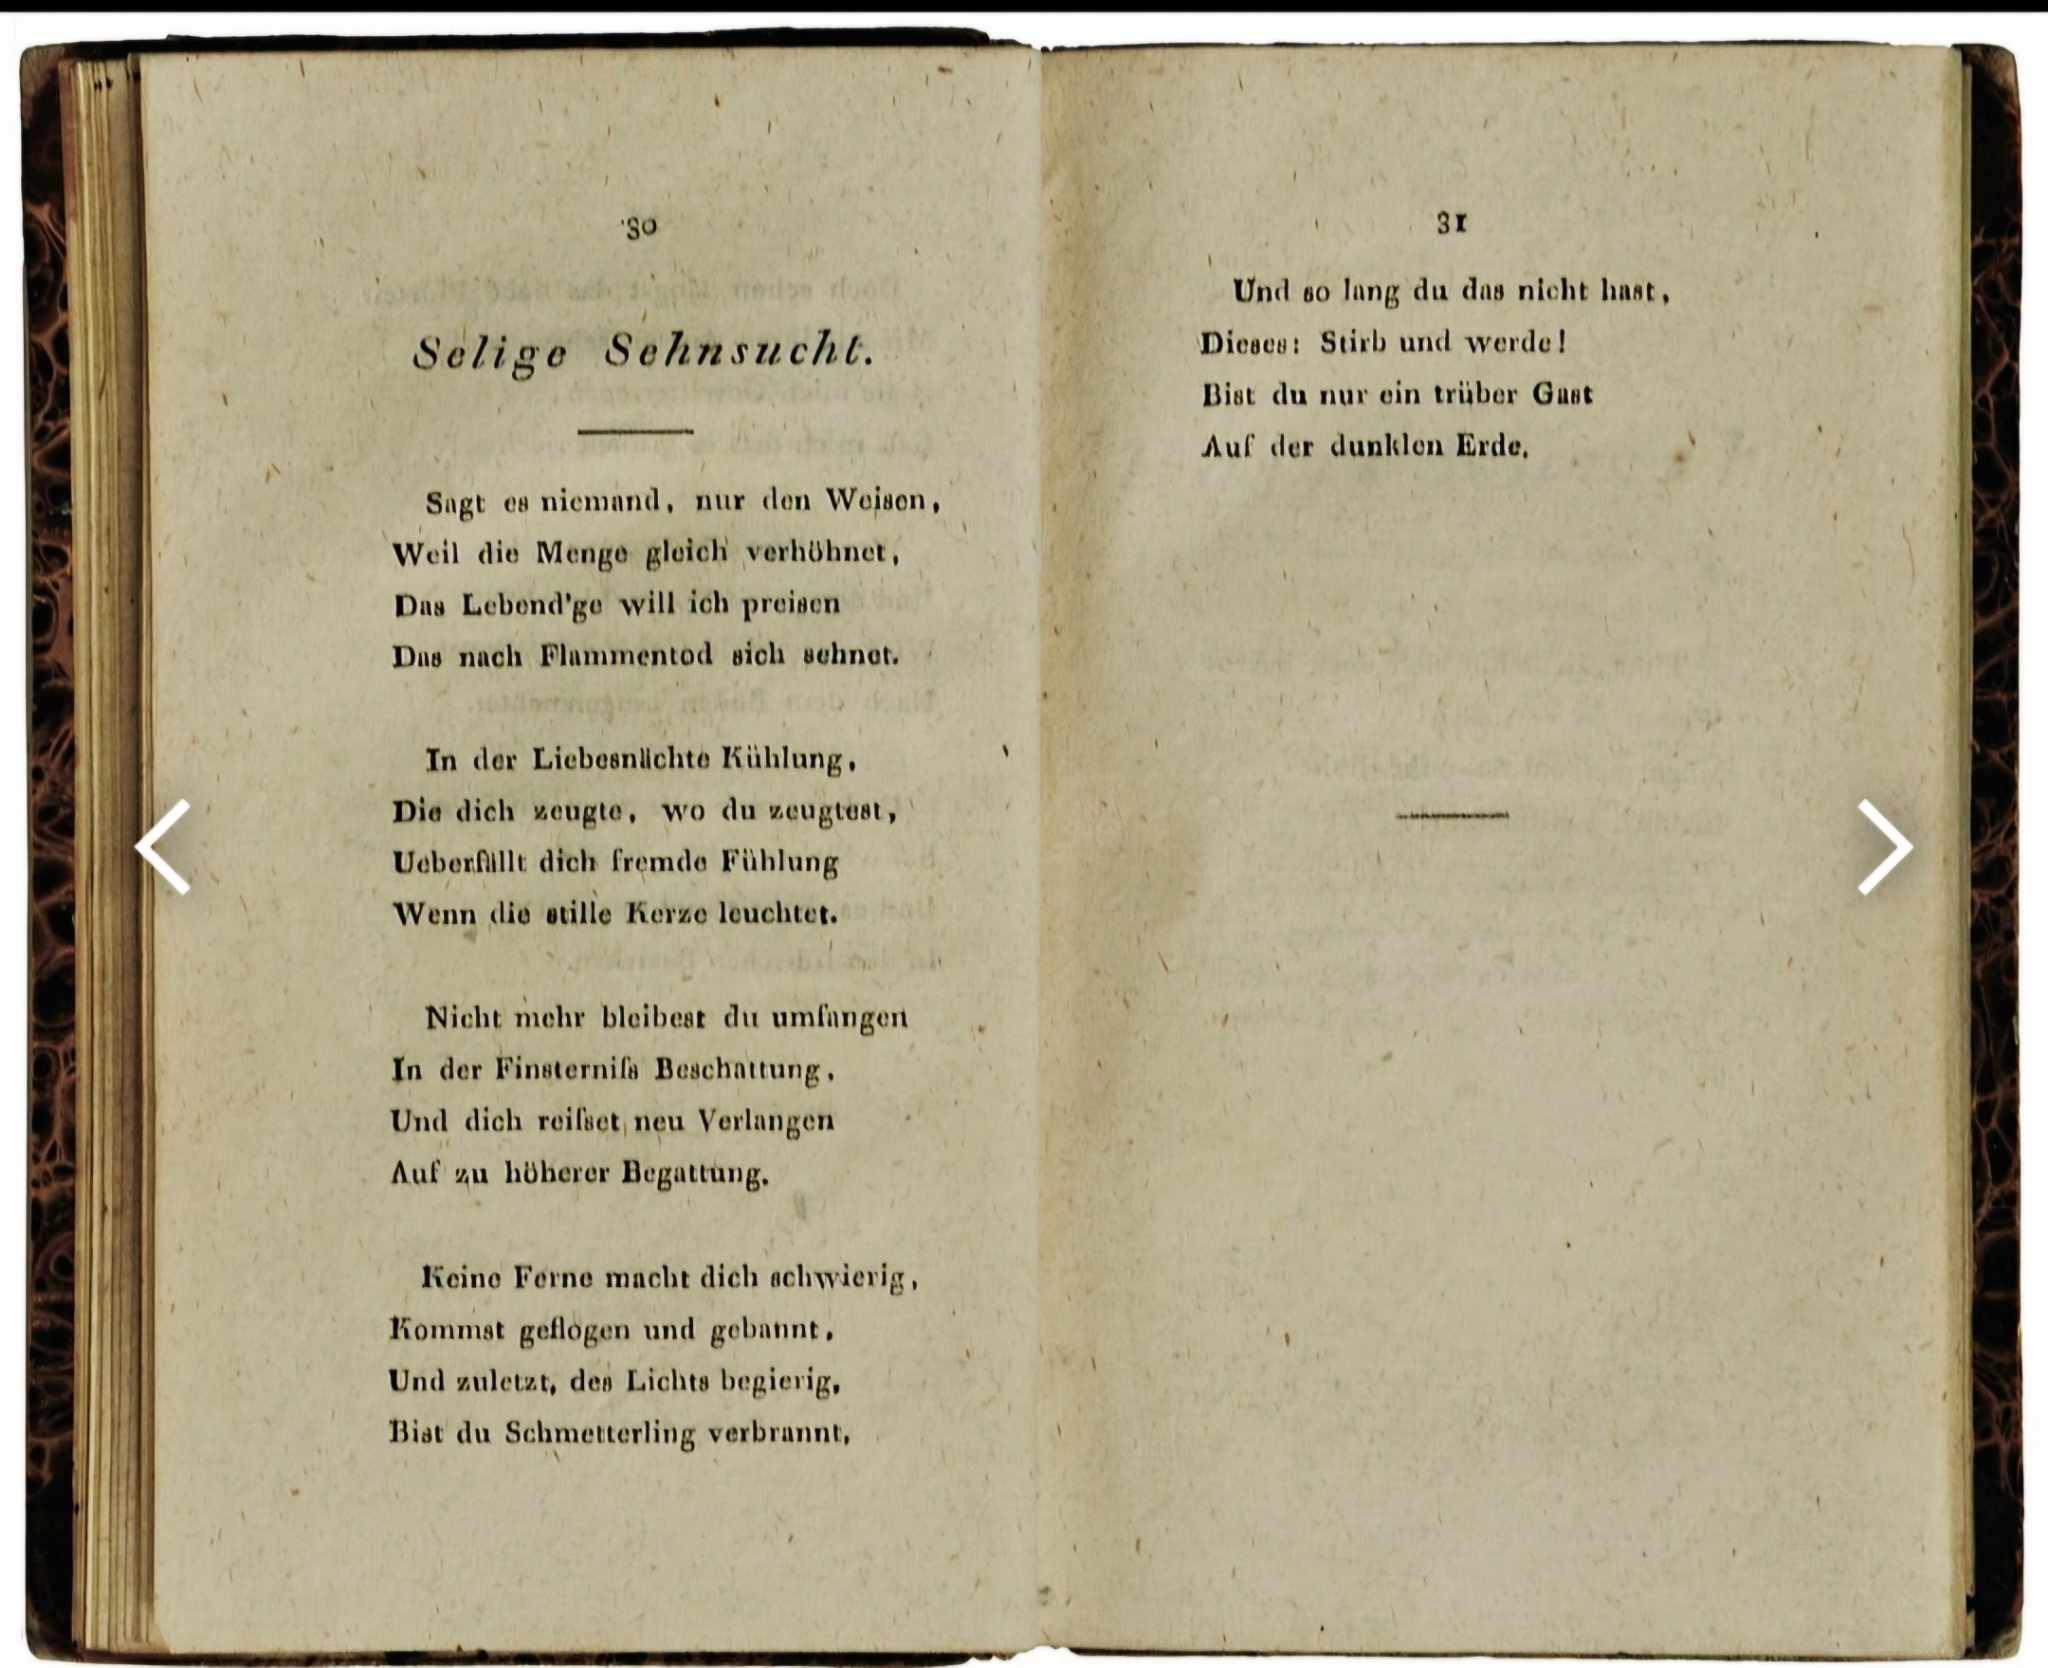 30
Selige Sehnsucht.
Sagt es niemand, nur den Weisen,
Weil die Menge gleich verhöhnet,
Das Lebend'ge will ich preisen
Das nach Flammentod sich sehnet.
In der Liebesnächte Kühlung,
Die dich zeugte, wo du zeugtest,
Ueberfällt dich fremde Fühlung
Wenn die stille Kerze leuchtet.
Nicht mehr bleibest du umfangen
In der Finsterniſs Beschattung,
Und dich reiſset neu Verlangen
Auf zu höherer Begattung.
Keine Ferne macht dich schwierig,
Kommst geflogen und gebannt,
Und zuletzt, des Lichts begierig,
Bist du Schmetterling verbrannt,
31
Und so lang du das nicht hast,
Dieses: Stirb und werde!
Bist du nur ein trüber Gast
Auf der dunklen Erde.